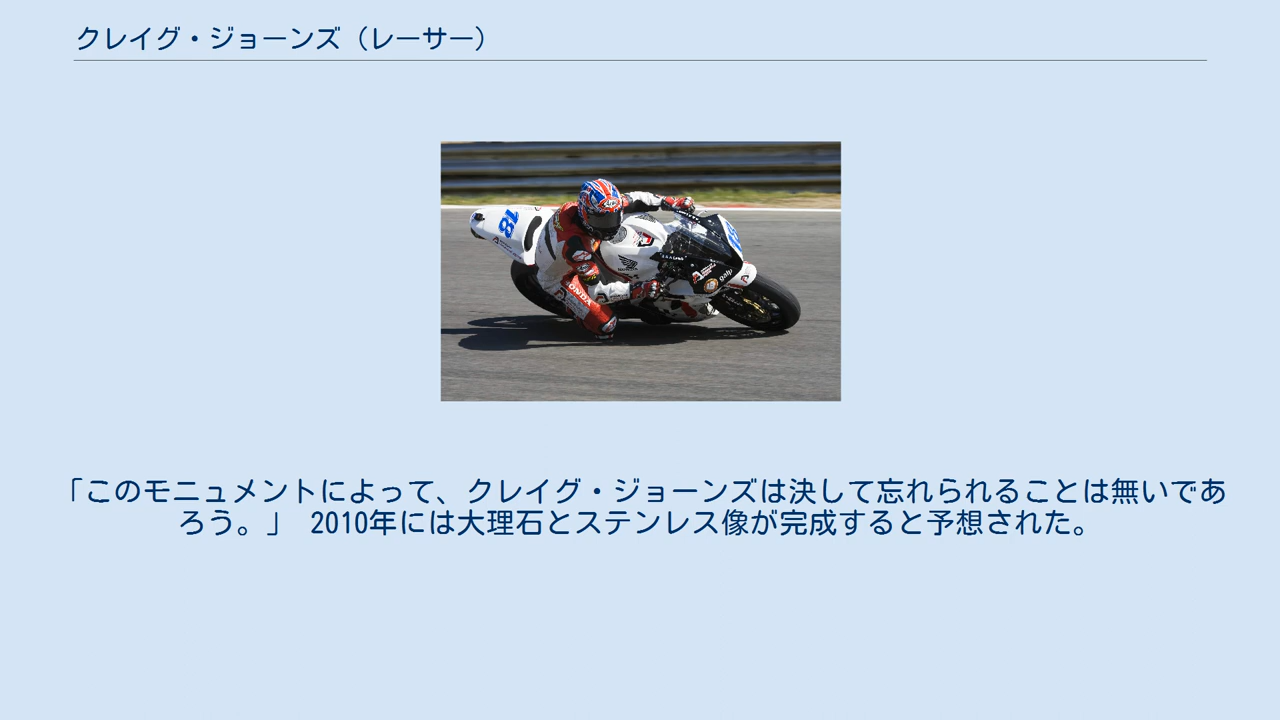 クレイグ・ジョーンズ（レーサー）
18
18
HONDA
「このモニュメントによって、クレイグ・ジョーンズは決して忘れられることは無いであ
ろう。」 2010年には大理石とステンレス像が完成すると予想された。